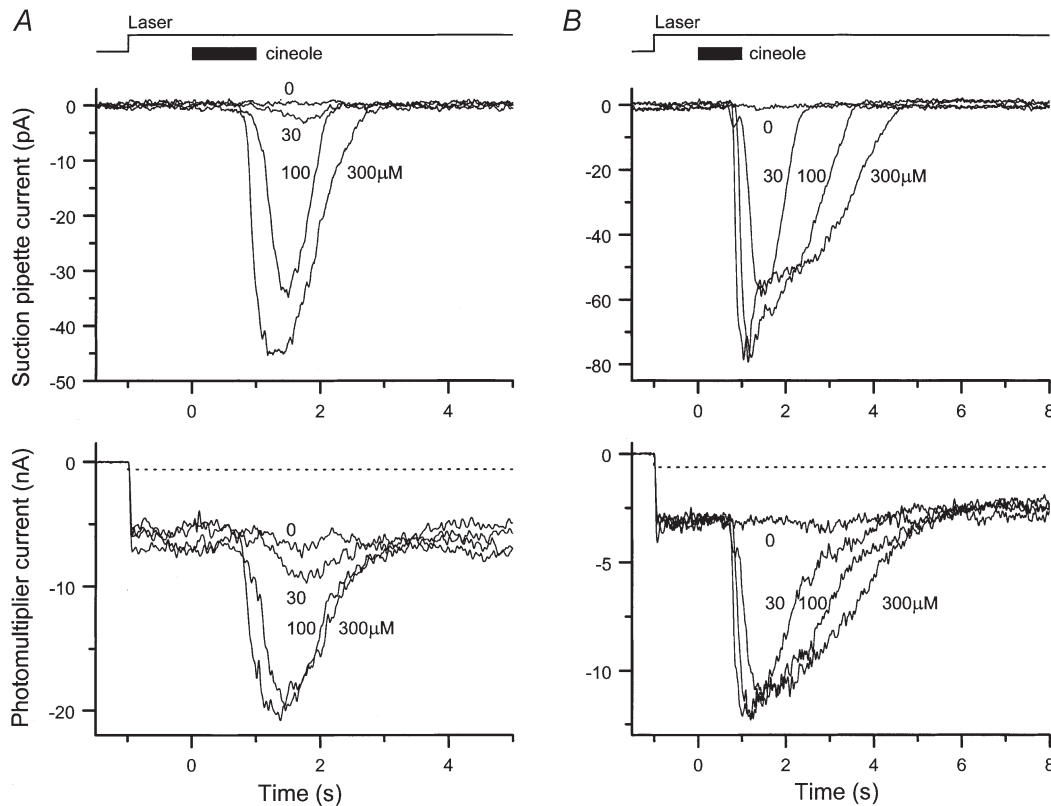 A
Laser
cineole
Suction pipette current (pA)
0
-10
-20
-30
-40
-50
0
30
100
300µM
0 2 4
Photomultiplier current (nA)
0
-10
-20
0
30
100
300µM
0 2 4
Time (s)
B
Laser
cineole
0
-20
-40
-60
-80
0
30 100 300µM
0 2 4 6 8
0
-5
-10
0
30 100 300µM
0 2 4 6 8
Time (s)